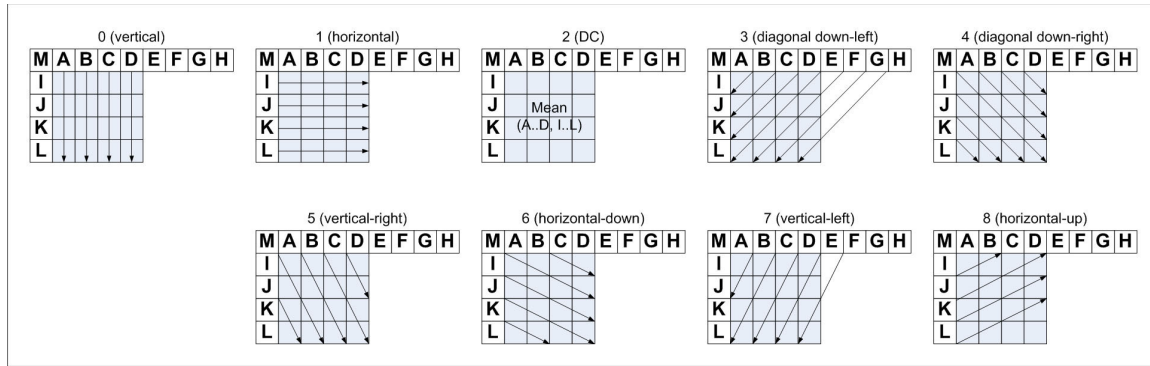 0 (vertical) 1 (horizontal) 2 (DC) 3 (diagonal down-left) 4 (diagonal down-right)
M A B C D E F G H M A B C D E F G H M A B C D E F G H M A B C D E F G H M A B C D E F G H
I I I I I
J J J J J
Mean
K K K K K
(A..D, I..L)
L L L L L
5 (vertical-right) 6 (horizontal-down) 7 (vertical-left) 8 (horizontal-up)
M A B C D E F G H M A B C D E F G H M A B C D E F G H M A B C D E F G H
I I I I
J J J J
K K K K
L L L L